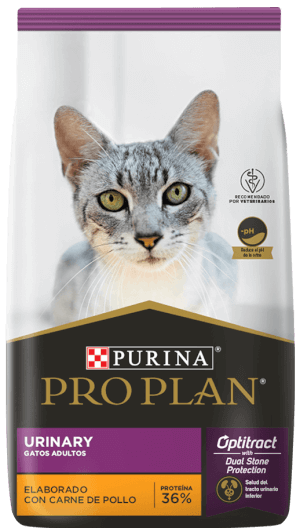 RECOMENDADO
POR VETERINARIOS
-pH
Reduce el pH
de la orina
PURINA®
PRO PLAN®
URINARY
GATOS ADULTOS
Optitract
with
Dual Stone
Protection
Salud del
tracto urinario
inferior
ELABORADO
CON CARNE DE POLLO
PROTEÍNA
36%